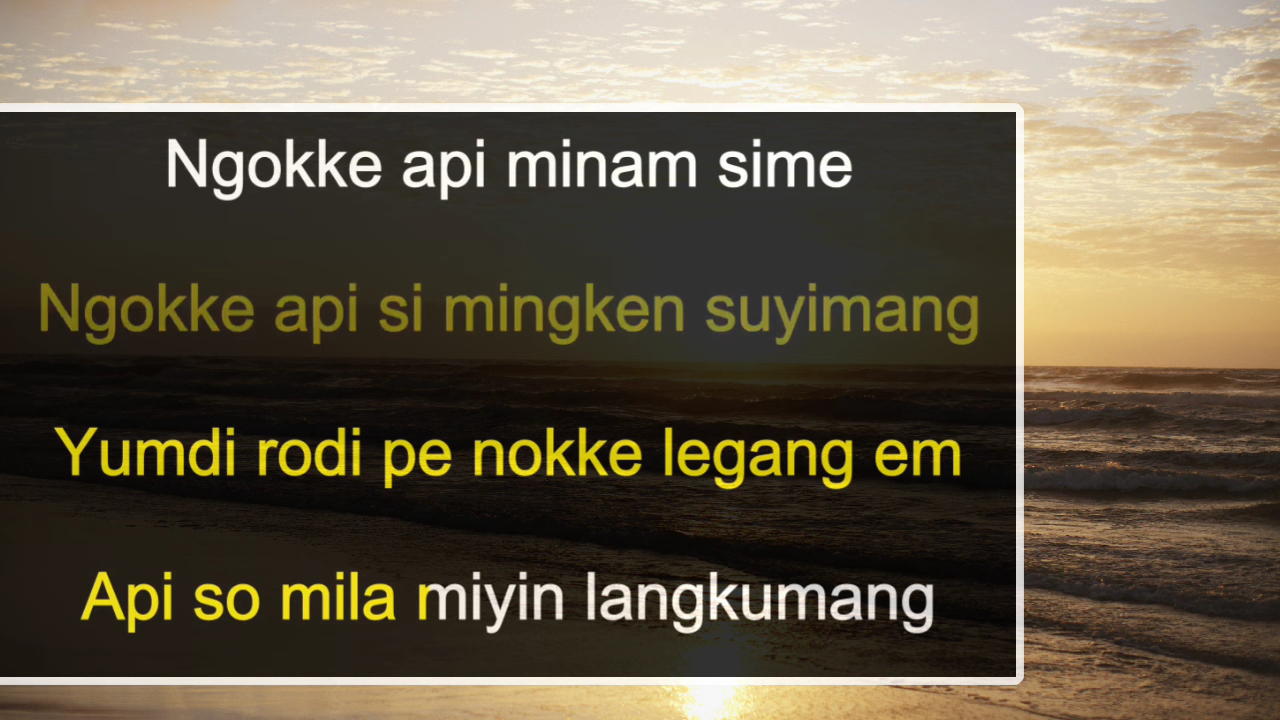 Ngokke api minam sime
Ngokke api si mingken suyimang
Yumdi rodi pe nokke legang em
Api so mila miyin langkumang